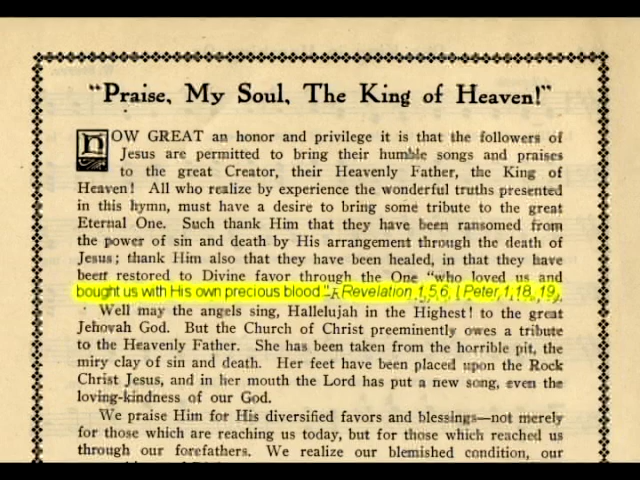 "Praise, My Soul, The King of Heaven!"
NOW GREAT an honor and privilege it is that the followers of
Jesus are permitted to bring their humble songs and praises
to the great Creator, their Heavenly Father, the King of
Heaven! All who realize by experience the wonderful truths presented
in this hymn, must have a desire to bring some tribute to the great
Eternal One. Such thank Him that they have been ransomed from
the power of sin and death by His arrangement through the death of
Jesus; thank Him also that they have been healed, in that they have
been restored to Divine favor through the One "who loved us and
bought us with His own precious blood."—Revelation 1,5,6, I Peter 1:18, 19.
Well may the angels sing, Hallelujah in the Highest! to the great
Jehovah God. But the Church of Christ preeminently owes a tribute
to the Heavenly Father. She has been taken from the horrible pit, the
miry clay of sin and death. Her feet have been placed upon the Rock
Christ Jesus, and in her mouth the Lord has put a new song, even the
loving-kindness of our God.
We praise Him for His diversified favors and blessings—not merely
for those which are reaching us today, but for those which reached us
through our forefathers. We realize our blemished condition, our